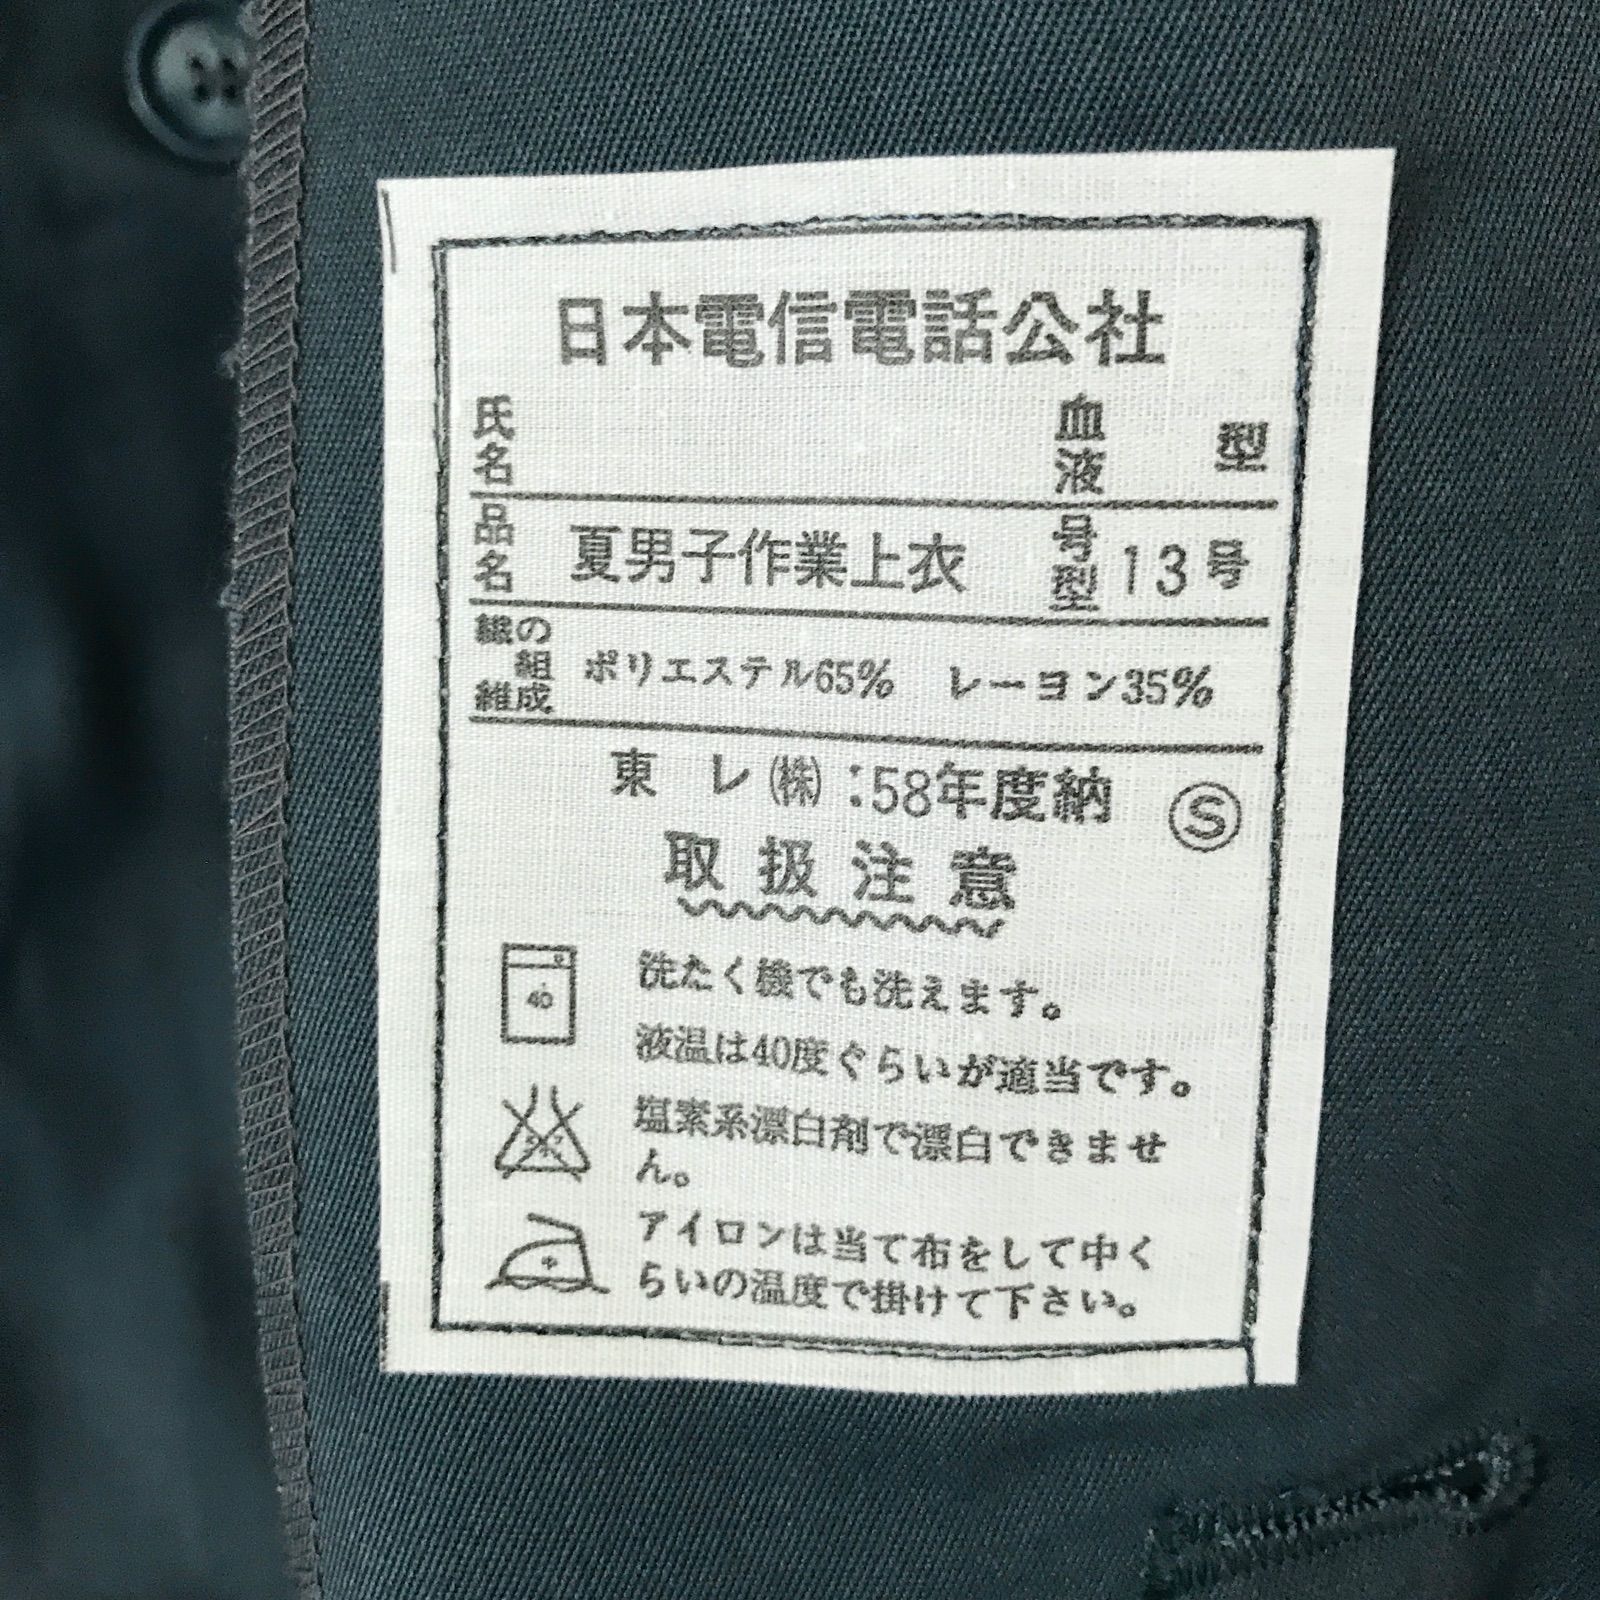 日本電信電話公社
氏名 血液 型
品名 夏男子作業上衣 号型 13号
繊維の組成 ポリエステル65% レーヨン35%
東レ(株):58年度納 Ⓢ
取扱注意
40 洗たく機でも洗えます。
液温は40度ぐらいが適当です。
塩素系漂白剤で漂白できませ
ん。
アイロンは当て布をして中く
らいの温度で掛けて下さい。